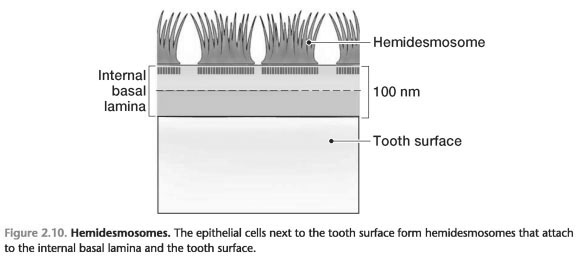 Hemidesmosome
Internal
basal
lamina
100 nm
Tooth surface
Figure 2.10. Hemidesmosomes. The epithelial cells next to the tooth surface form hemidesmosomes that attach
to the internal basal lamina and the tooth surface.